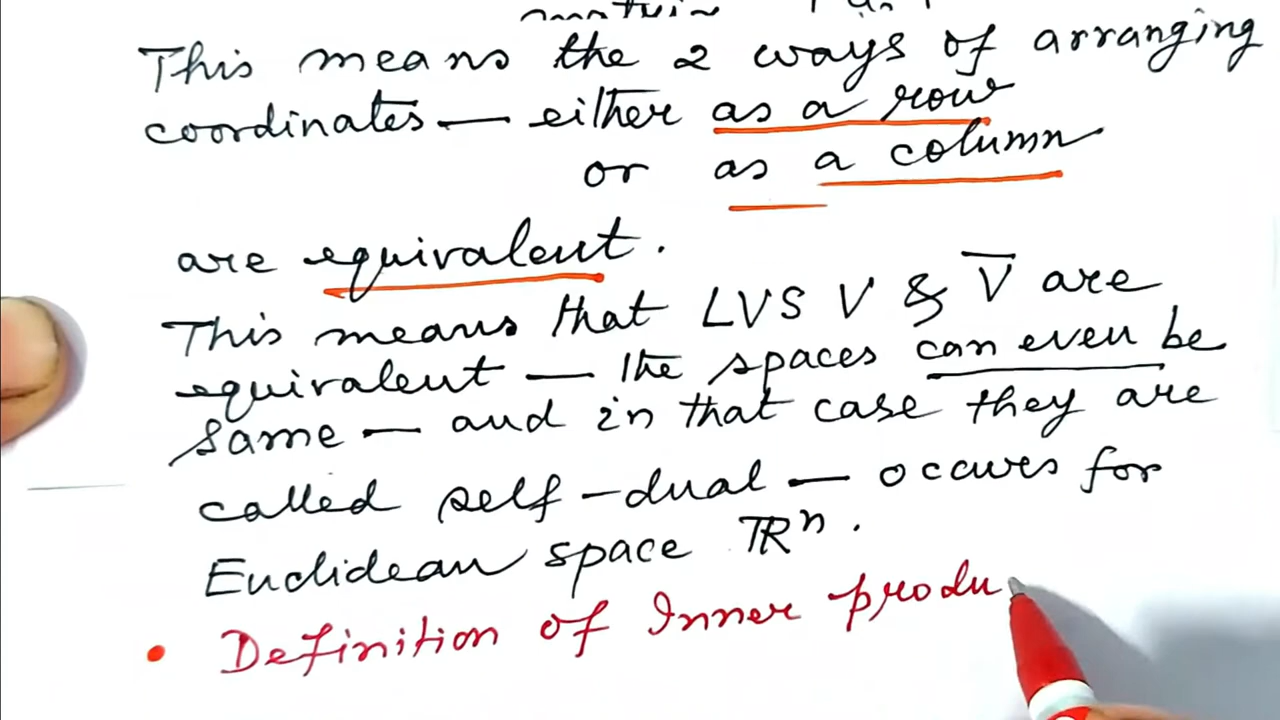 This means the 2 ways of arranging
coordinates — either as a row
or as a column
are equivalent.
This means that LVS V & V̅ are
equivalent — the spaces can even be
same — and in that case they are
called self-dual — occurs for
Euclidean space ℝⁿ.
• Definition of Inner produ